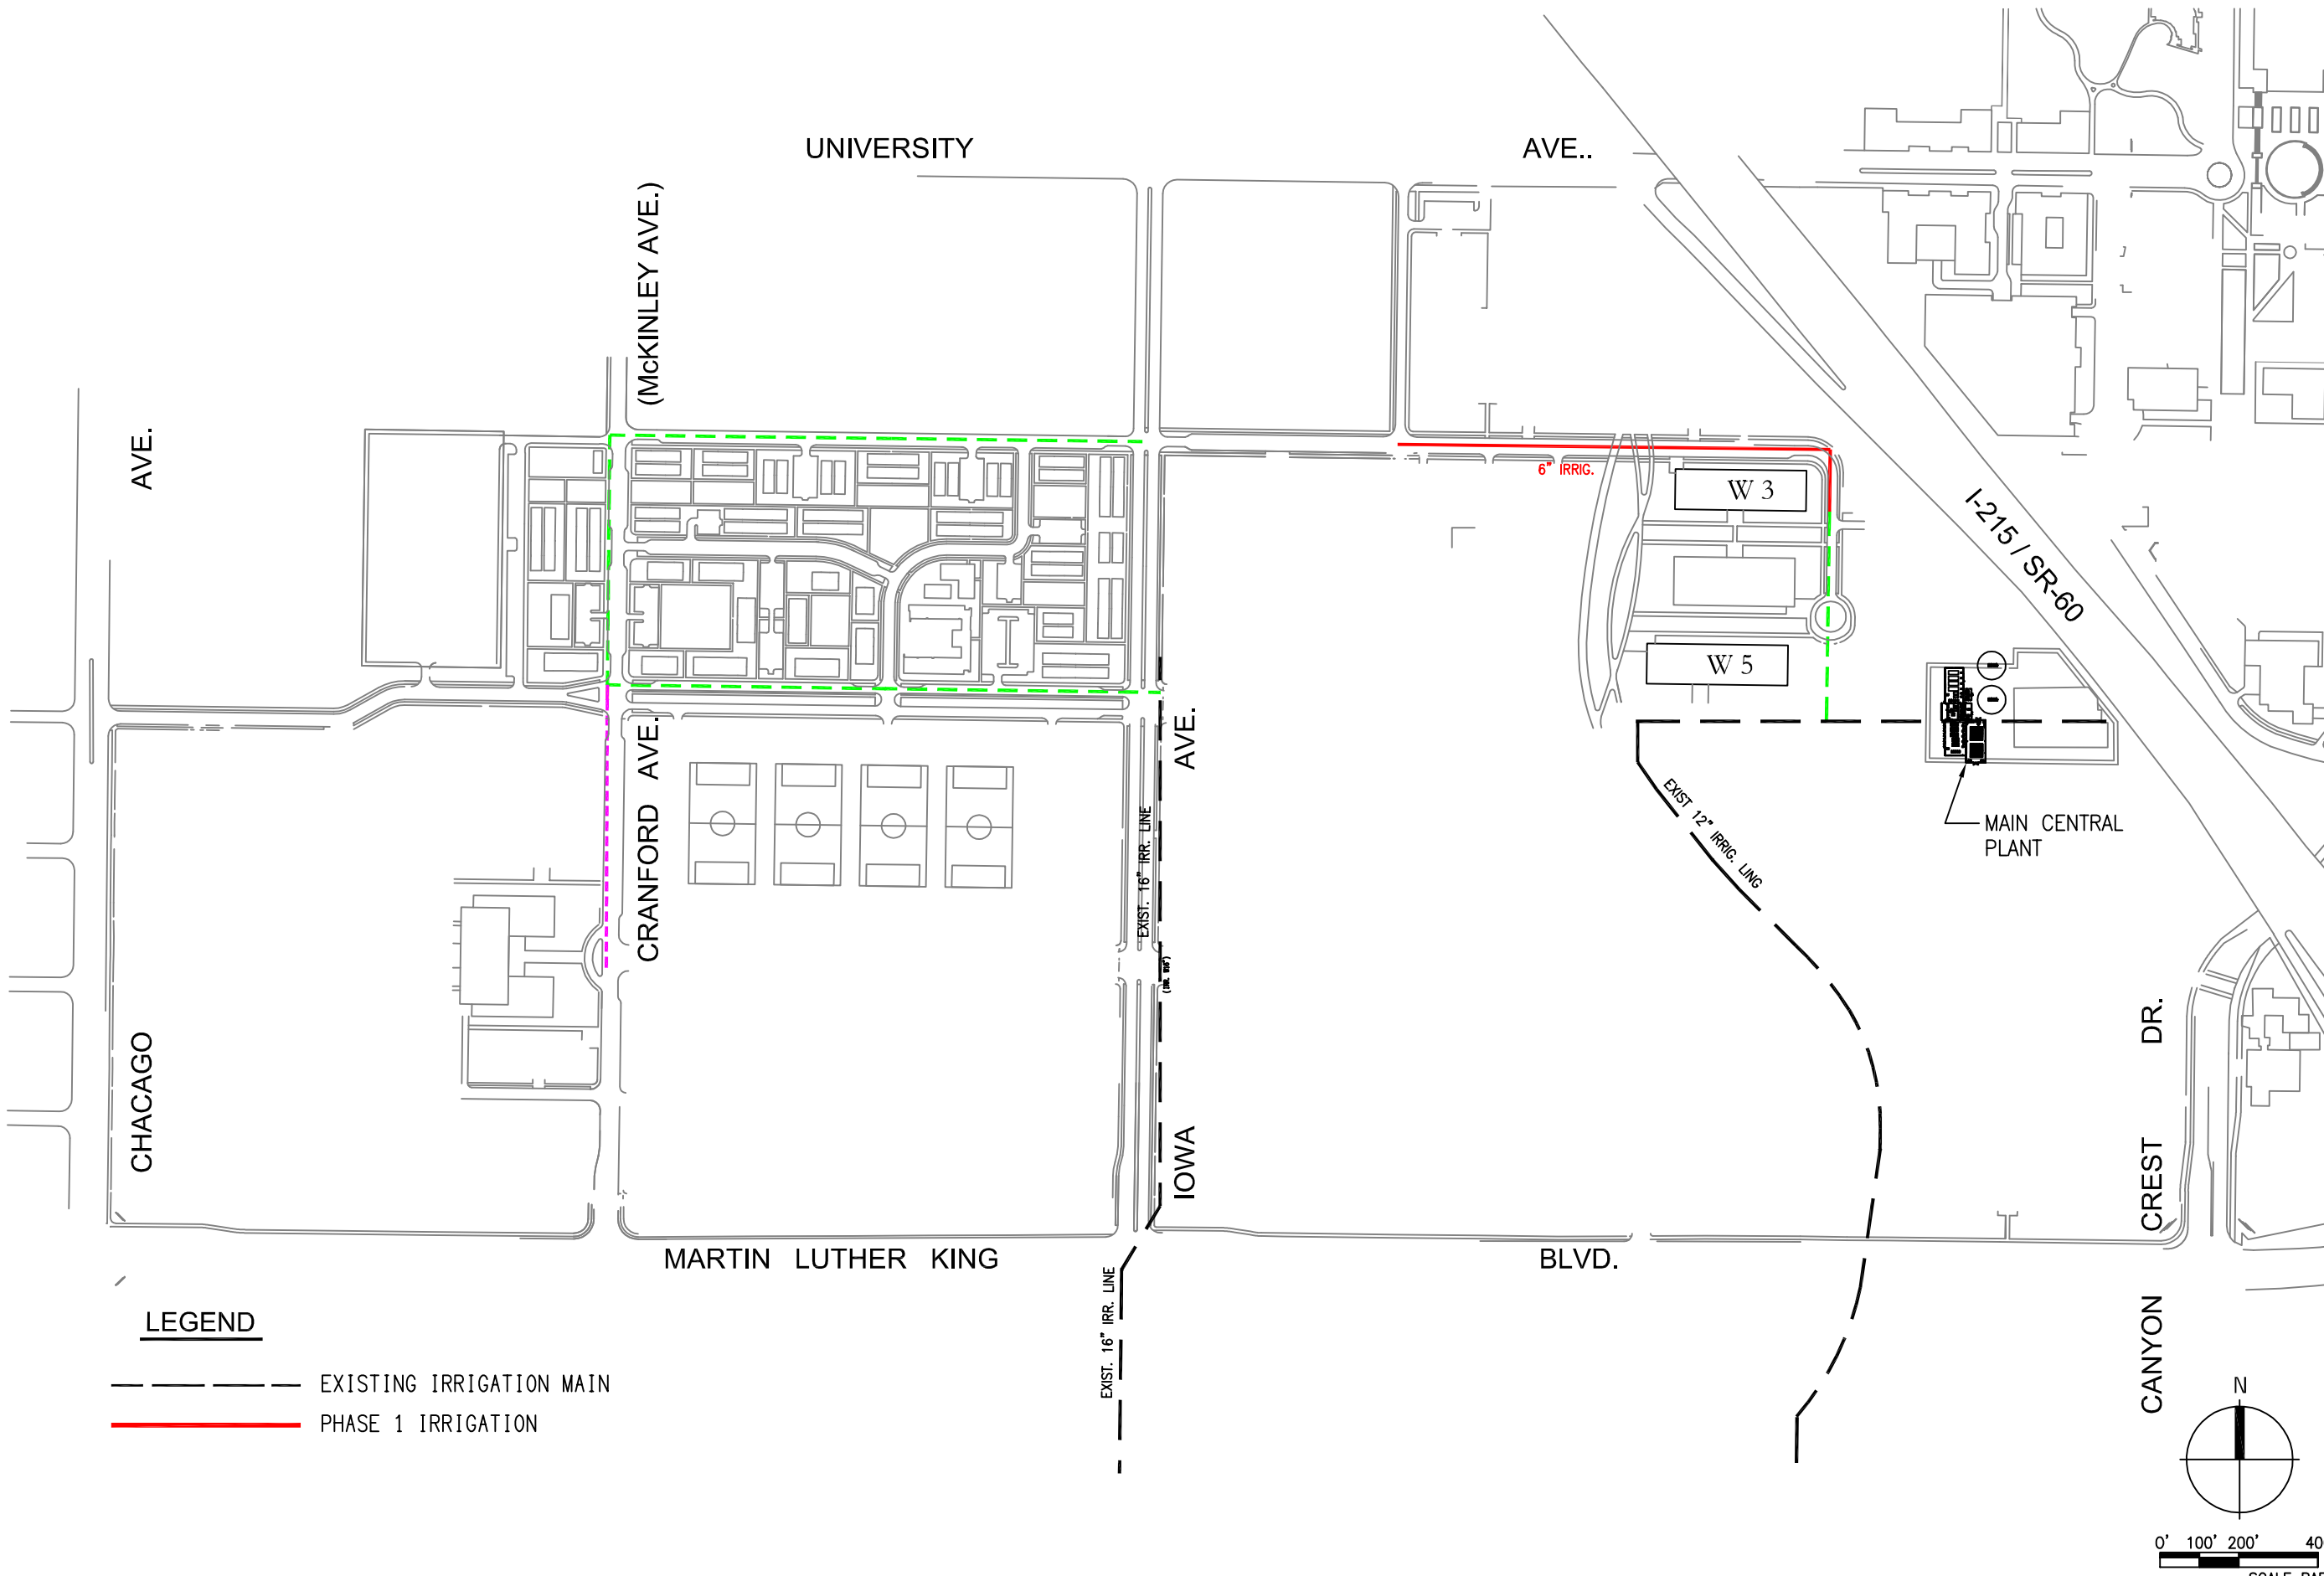 UNIVERSITY AVE..
(McKINLEY AVE.)
AVE.
6" IRRIG.
W 3
I-215 / SR-60
W 5
CRANFORD AVE.
AVE.
EXIST. 16" IRR. LINE
EXIST 12" IRRIG. LING
MAIN CENTRAL
PLANT
CHACAGO
IOWA
CREST DR.
MARTIN LUTHER KING BLVD.
EXIST. 16" IRR. LINE
CANYON
LEGEND
EXISTING IRRIGATION MAIN
PHASE 1 IRRIGATION
N
0' 100' 200' 40